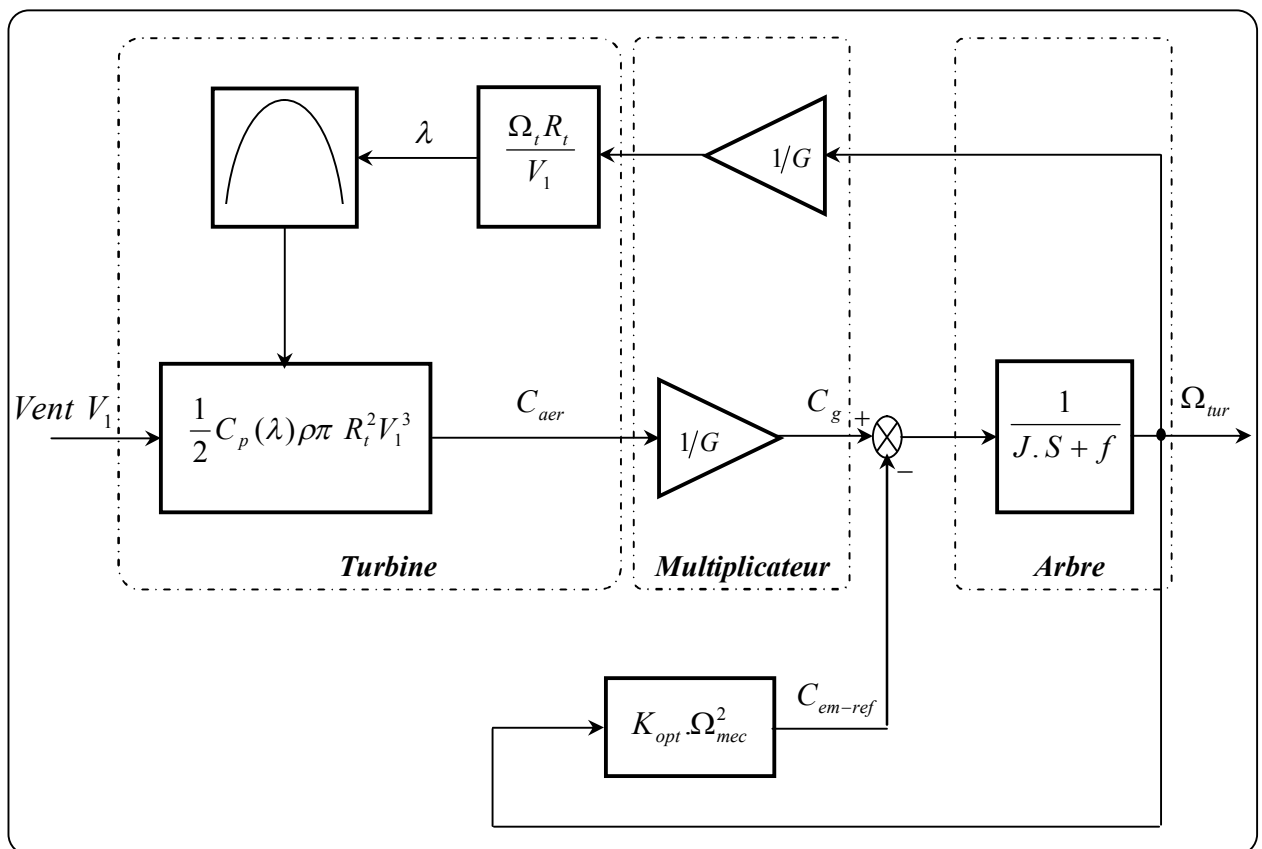 λ
Ω_t R_t / V_1
1/G
Vent V_1
1/2 C_p(λ)ρπ R_t^2 V_1^3
C_aer
1/G
C_g
+
−
1 / J.S + f
Ω_tur
Turbine
Multiplicateur
Arbre
K_opt.Ω_mec^2
C_em−ref